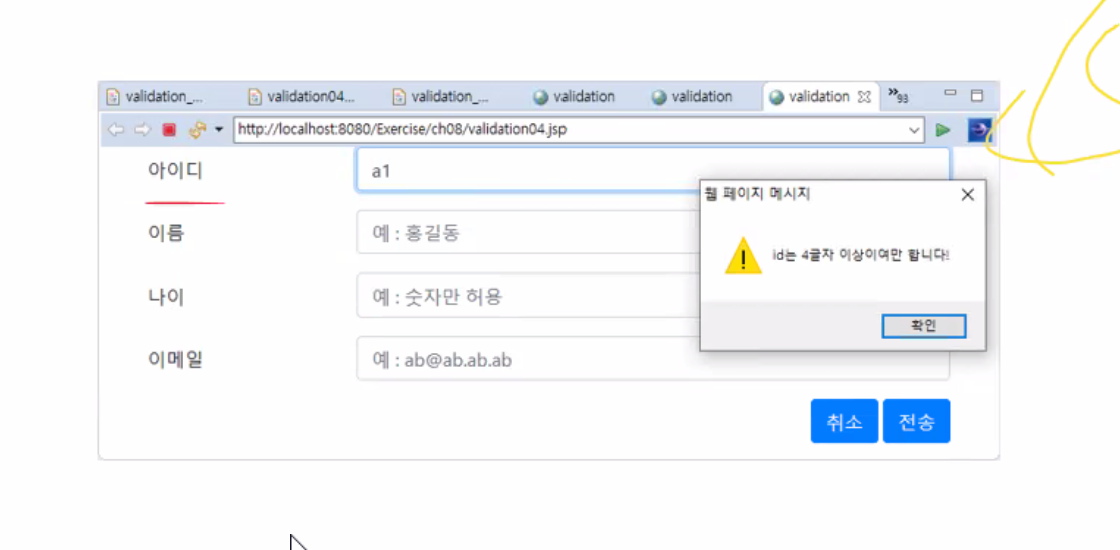 validation_... validation04... validation_... validation validation validation »93
http://localhost:8080/Exercise/ch08/validation04.jsp
아이디 a1
웹 페이지 메시지
id는 4글자 이상이여만 합니다!
확인
이름 예 : 홍길동
나이 예 : 숫자만 허용
이메일 예 : ab@ab.ab.ab
취소 전송